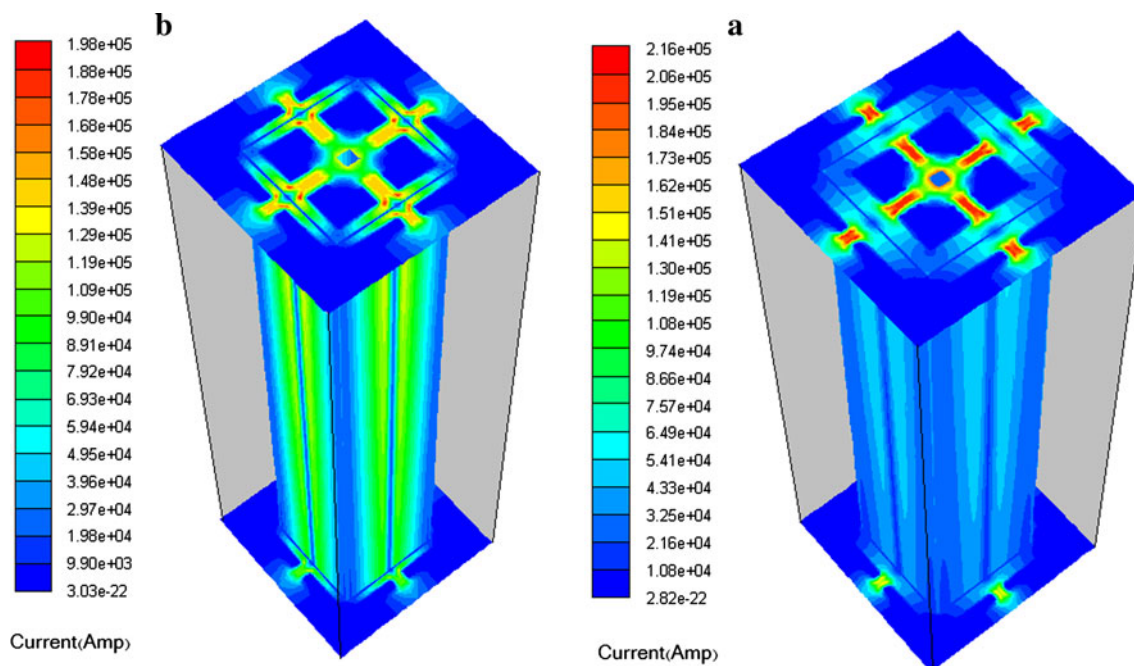 b
1.98e+05
1.88e+05
1.78e+05
1.68e+05
1.58e+05
1.48e+05
1.39e+05
1.29e+05
1.19e+05
1.09e+05
9.90e+04
8.91e+04
7.92e+04
6.93e+04
5.94e+04
4.95e+04
3.96e+04
2.97e+04
1.98e+04
9.90e+03
3.03e-22
Current(Amp)
a
2.16e+05
2.06e+05
1.95e+05
1.84e+05
1.73e+05
1.62e+05
1.51e+05
1.41e+05
1.30e+05
1.19e+05
1.08e+05
9.74e+04
8.66e+04
7.57e+04
6.49e+04
5.41e+04
4.33e+04
3.25e+04
2.16e+04
1.08e+04
2.82e-22
Current(Amp)